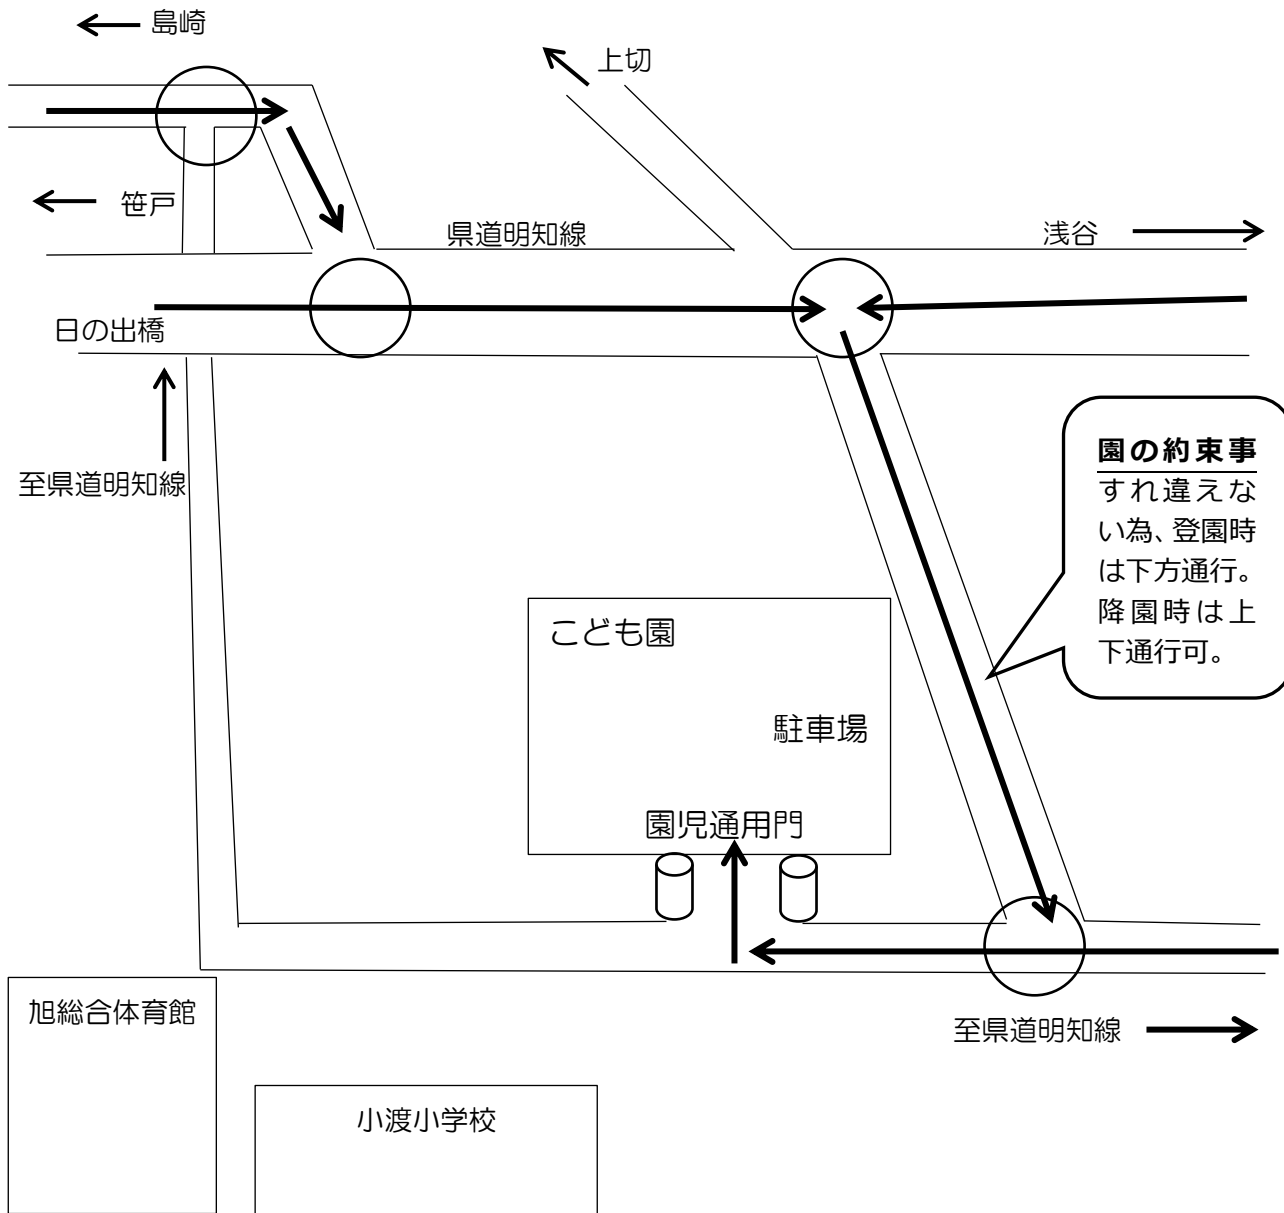 島崎
上切
笹戸
県道明知線
浅谷
日の出橋
至県道明知線
園の約束事
すれ違えな
い為、登園時
は下方通行。
降園時は上
下通行可。
こども園
駐車場
園児通用門
旭総合体育館
至県道明知線
小渡小学校